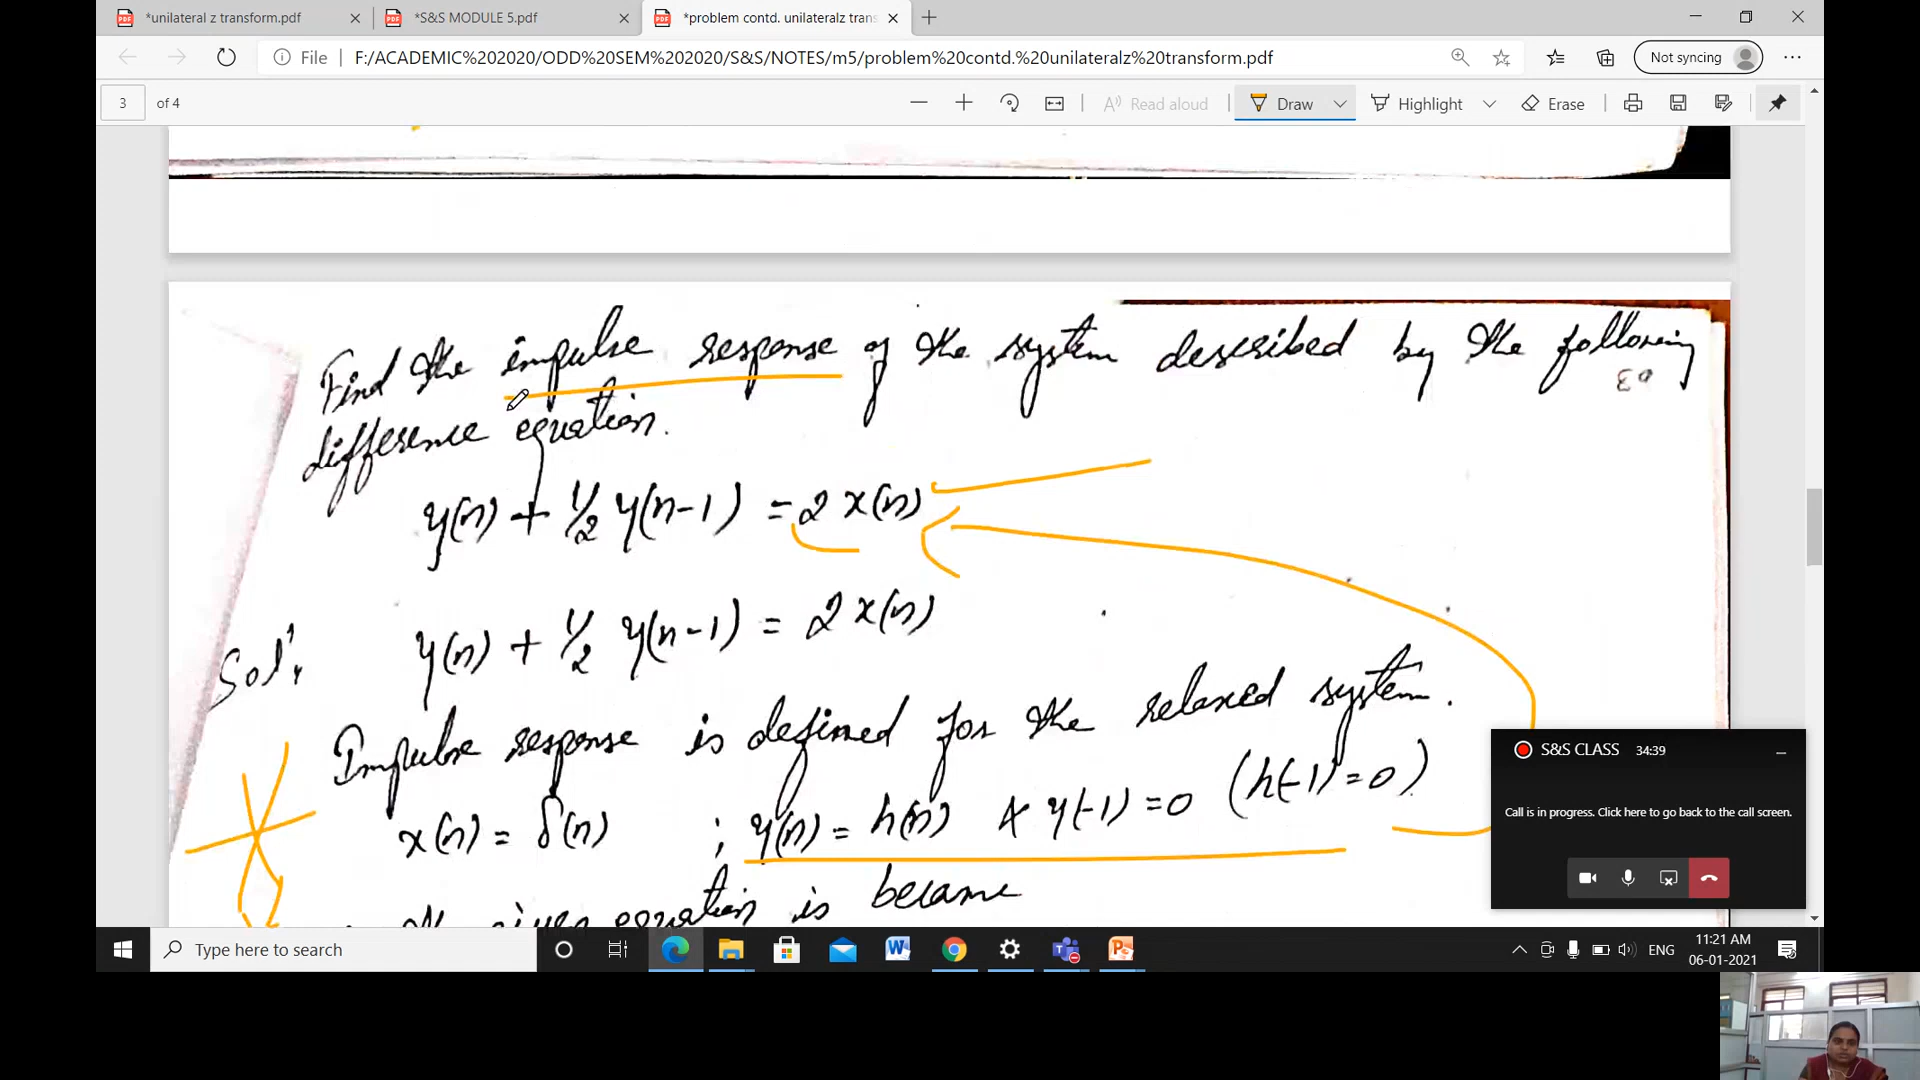 *unilateral z transform.pdf
*S&S MODULE 5.pdf
*problem contd. unilateralz trans
File F:/ACADEMIC%202020/ODD%20SEM%202020/S&S/NOTES/m5/problem%20contd.%20unilateralz%20transform.pdf
Not syncing
3 of 4
Read aloud
Draw
Highlight
Erase
Find the impulse response of the system described by the following
difference equation.
y(n) + 1/2 y(n-1) = 2 x(n)
Solⁿ, y(n) + 1/2 y(n-1) = 2 x(n)
Impulse response is defined for the relaxed system.
x(n) = δ(n) ; y(n) = h(n) & y(-1) = 0 (h(-1) = 0)
given equation is became
S&S CLASS 34:39
Call is in progress. Click here to go back to the call screen.
Type here to search
ENG
11:21 AM
06-01-2021